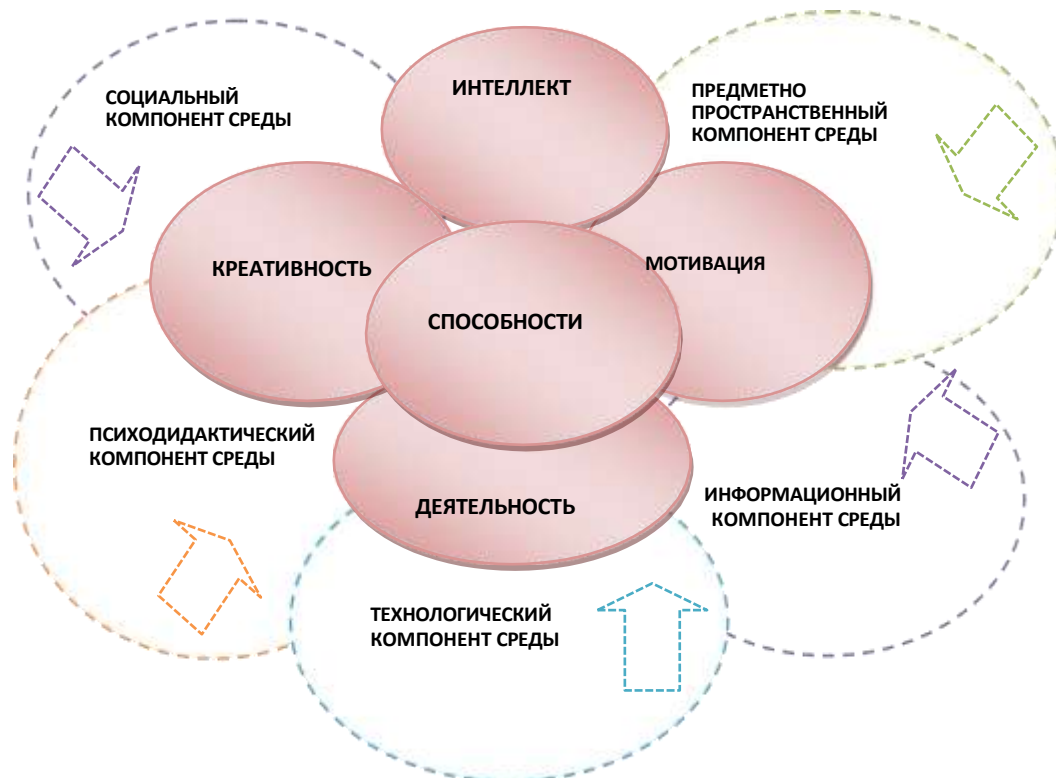 ИНТЕЛЛЕКТ
СОЦИАЛЬНЫЙ
КОМПОНЕНТ СРЕДЫ
ПРЕДМЕТНО
ПРОСТРАНСТВЕННЫЙ
КОМПОНЕНТ СРЕДЫ
КРЕАТИВНОСТЬ
МОТИВАЦИЯ
СПОСОБНОСТИ
ПСИХОДИДАКТИЧЕСКИЙ
КОМПОНЕНТ СРЕДЫ
ДЕЯТЕЛЬНОСТЬ
ИНФОРМАЦИОННЫЙ
КОМПОНЕНТ СРЕДЫ
ТЕХНОЛОГИЧЕСКИЙ
КОМПОНЕНТ СРЕДЫ